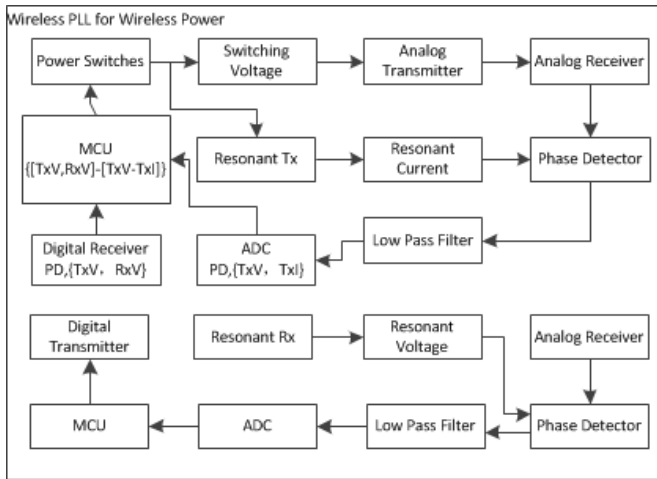 Wireless PLL for Wireless Power
Power Switches
Switching
Voltage
Analog
Transmitter
Analog Receiver
MCU
{[TxV,RxV]-[TxV-TxI]}
Resonant Tx
Resonant
Current
Phase Detector
Digital Receiver
PD,{TxV, RxV}
ADC
PD,{TxV, TxI}
Low Pass Filter
Digital
Transmitter
Resonant Rx
Resonant
Voltage
Analog Receiver
MCU
ADC
Low Pass Filter
Phase Detector